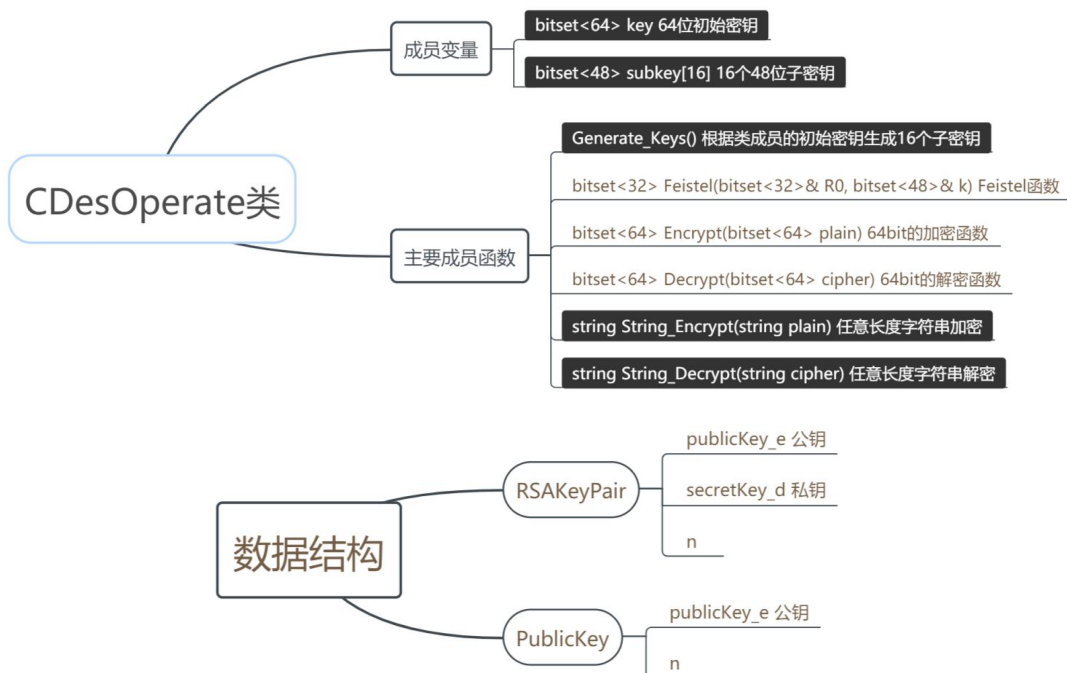 CDesOperate类
成员变量
bitset<64> key 64位初始密钥
bitset<48> subkey[16] 16个48位子密钥
主要成员函数
Generate_Keys() 根据类成员的初始密钥生成16个子密钥
bitset<32> Feistel(bitset<32>& R0, bitset<48>& k) Feistel函数
bitset<64> Encrypt(bitset<64> plain) 64bit的加密函数
bitset<64> Decrypt(bitset<64> cipher) 64bit的解密函数
string String_Encrypt(string plain) 任意长度字符串加密
string String_Decrypt(string cipher) 任意长度字符串解密
数据结构
RSAKeyPair
publicKey_e 公钥
secretKey_d 私钥
n
PublicKey
publicKey_e 公钥
n